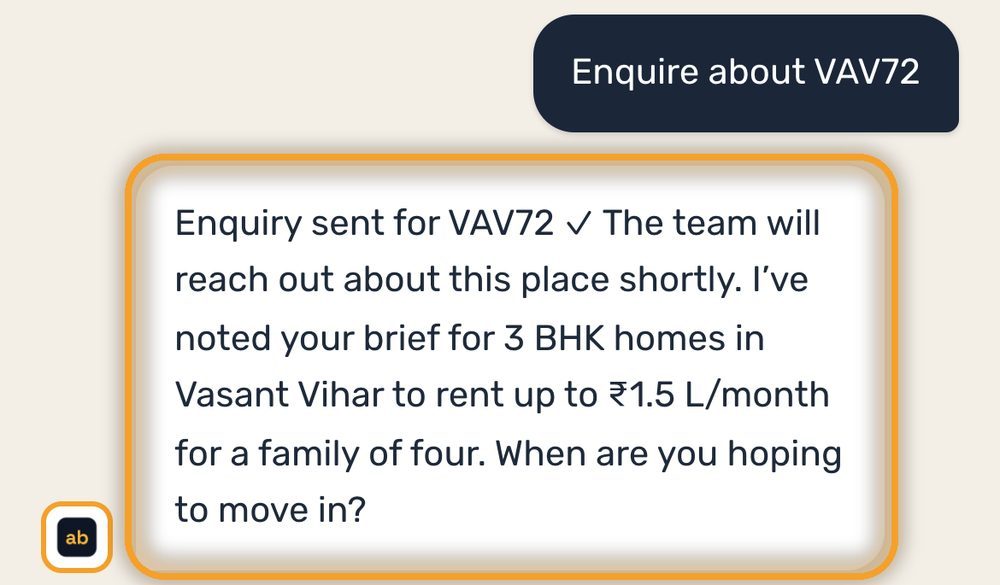 Enquire about VAV72
Enquiry sent for VAV72 ✓ The team will
reach out about this place shortly. I’ve
noted your brief for 3 BHK homes in
Vasant Vihar to rent up to ₹1.5 L/month
for a family of four. When are you hoping
to move in?
ab